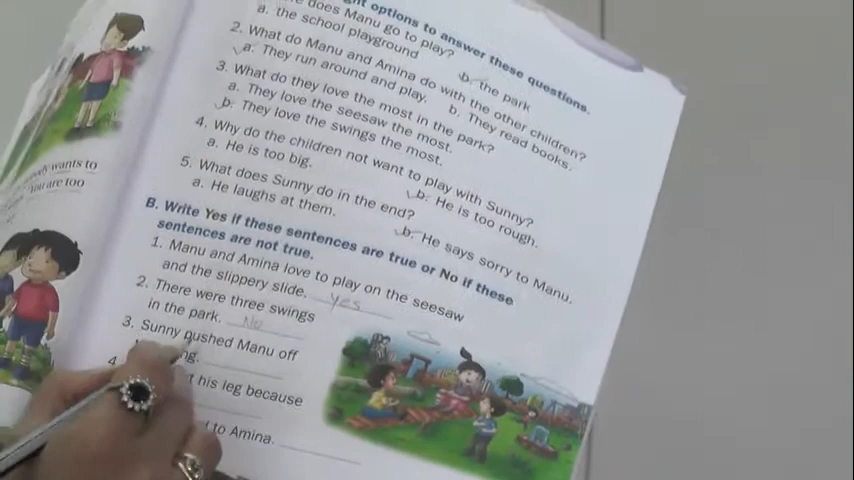 ht options to answer these questions.
does Manu go to play?
a. the school playground
b. the park
2. What do Manu and Amina do with the other children?
a. They run around and play.
b. They read books.
3. What do they love the most in the park?
a. They love the seesaw the most.
b. They love the swings the most.
4. Why do the children not want to play with Sunny?
a. He is too big.
b. He is too rough.
5. What does Sunny do in the end?
a. He laughs at them.
b. He says sorry to Manu.
B. Write Yes if these sentences are true or No if these
sentences are not true.
1. Manu and Amina love to play on the seesaw
and the slippery slide. Yes
2. There were three swings
in the park. No
3. Sunny pushed Manu off
ng.
4
his leg because
to Amina.
wants to
You are too